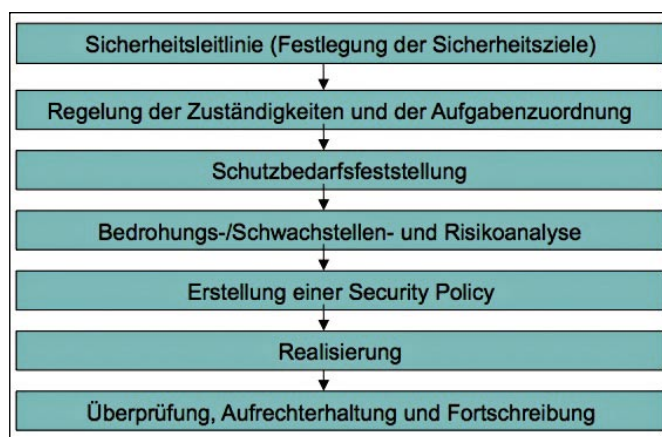 Sicherheitsleitlinie (Festlegung der Sicherheitsziele)
Regelung der Zuständigkeiten und der Aufgabenzuordnung
Schutzbedarfsfeststellung
Bedrohungs-/Schwachstellen- und Risikoanalyse
Erstellung einer Security Policy
Realisierung
Überprüfung, Aufrechterhaltung und Fortschreibung